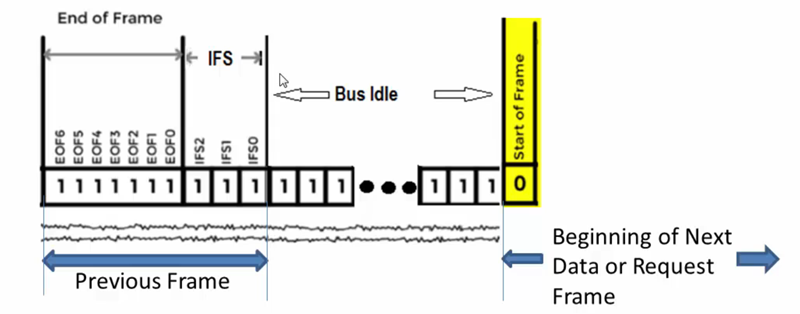 End of Frame
IFS
Bus Idle
Start of Frame
EOF6
EOF5
EOF4
EOF3
EOF2
EOF1
EOF0
IFS2
IFS1
IFS0
1 1 1 1 1 1 1 1 1 1 1 1 1 ●●● 1 1 1 0
Previous Frame
Beginning of Next
Data or Request
Frame